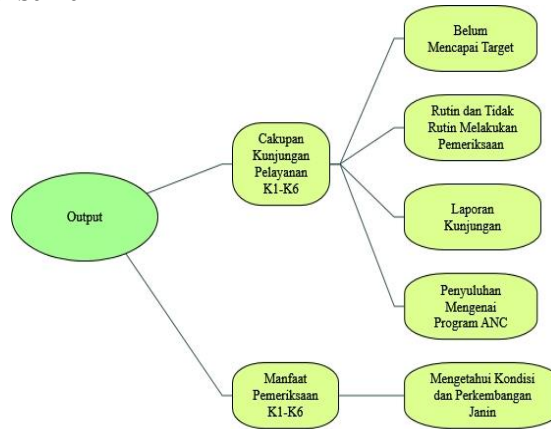 Belum
Mencapai Target
Rutin dan Tidak
Rutin Melakukan
Pemeriksaan
Cakupan
Kunjungan
Pelayanan
K1-K6
Output
Laporan
Kunjungan
Penyuluhan
Mengenai
Program ANC
Manfaat
Pemeriksaan
K1-K6
Mengetahui Kondisi
dan Perkembangan
Janin